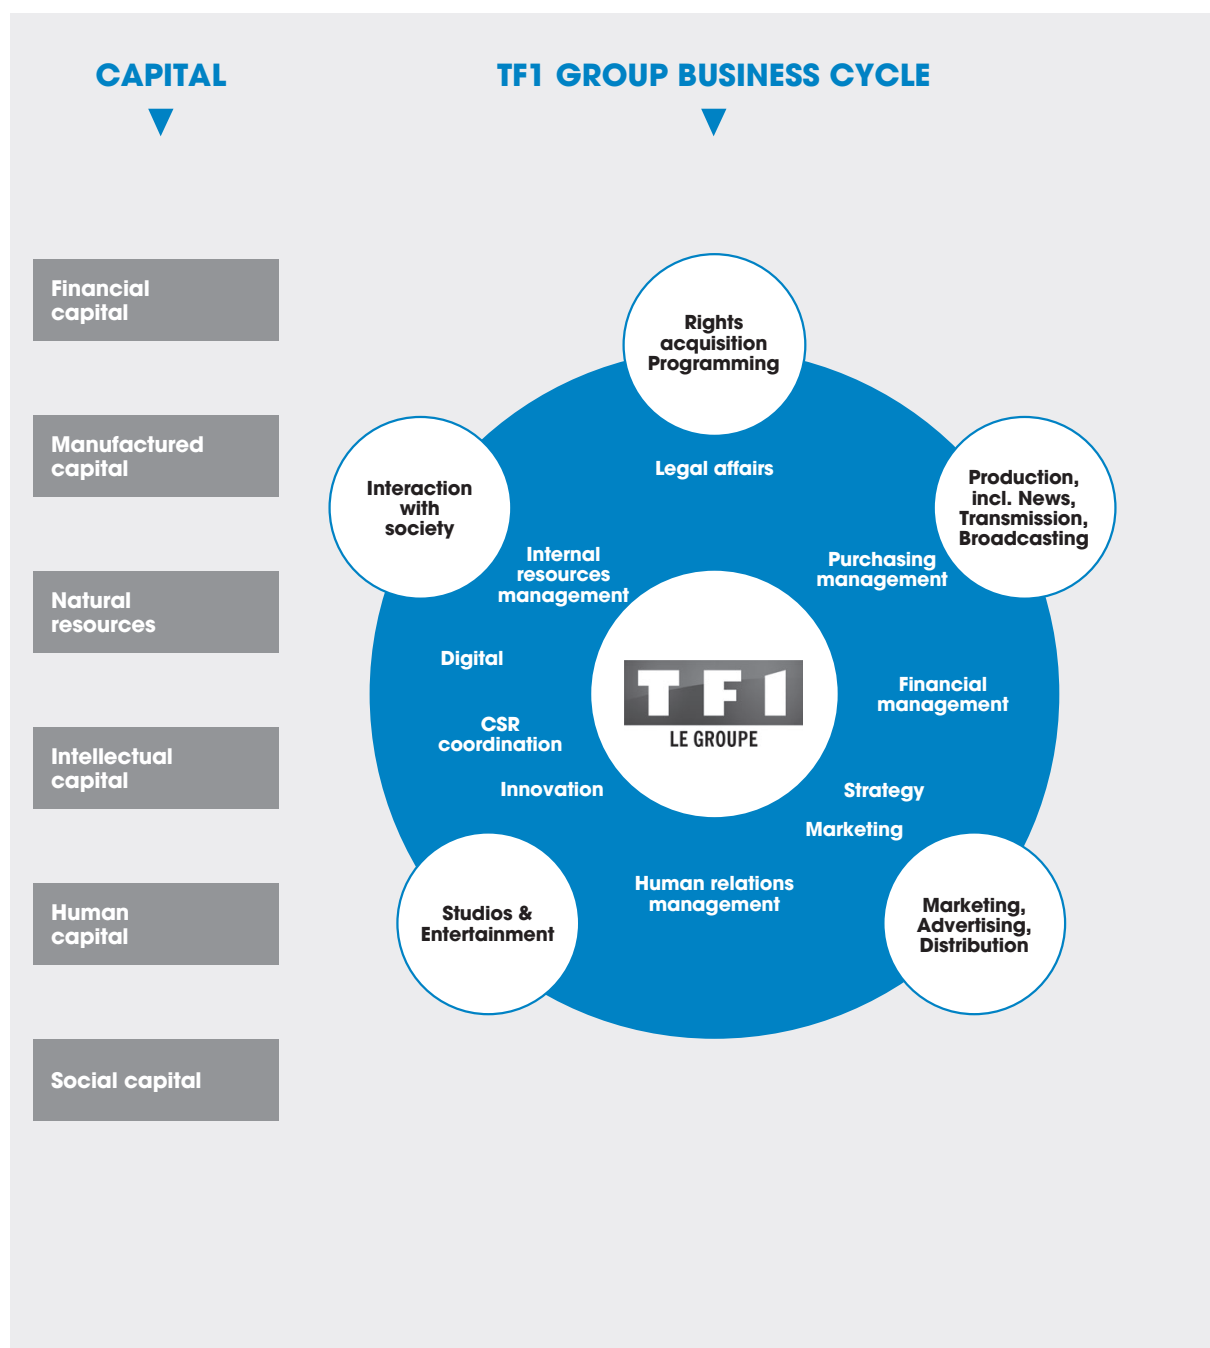 CAPITAL
TF1 GROUP BUSINESS CYCLE
Financial
capital
Manufactured
capital
Natural
resources
Intellectual
capital
Human
capital
Social capital
Rights
acquisition
Programming
Interaction
with
society
Production,
incl. News,
Transmission,
Broadcasting
Legal affairs
Internal
resources
management
Purchasing
management
Digital
Financial
management
CSR
coordination
Innovation
Strategy
Marketing
Human relations
management
TF1
LE GROUPE
Studios &
Entertainment
Marketing,
Advertising,
Distribution